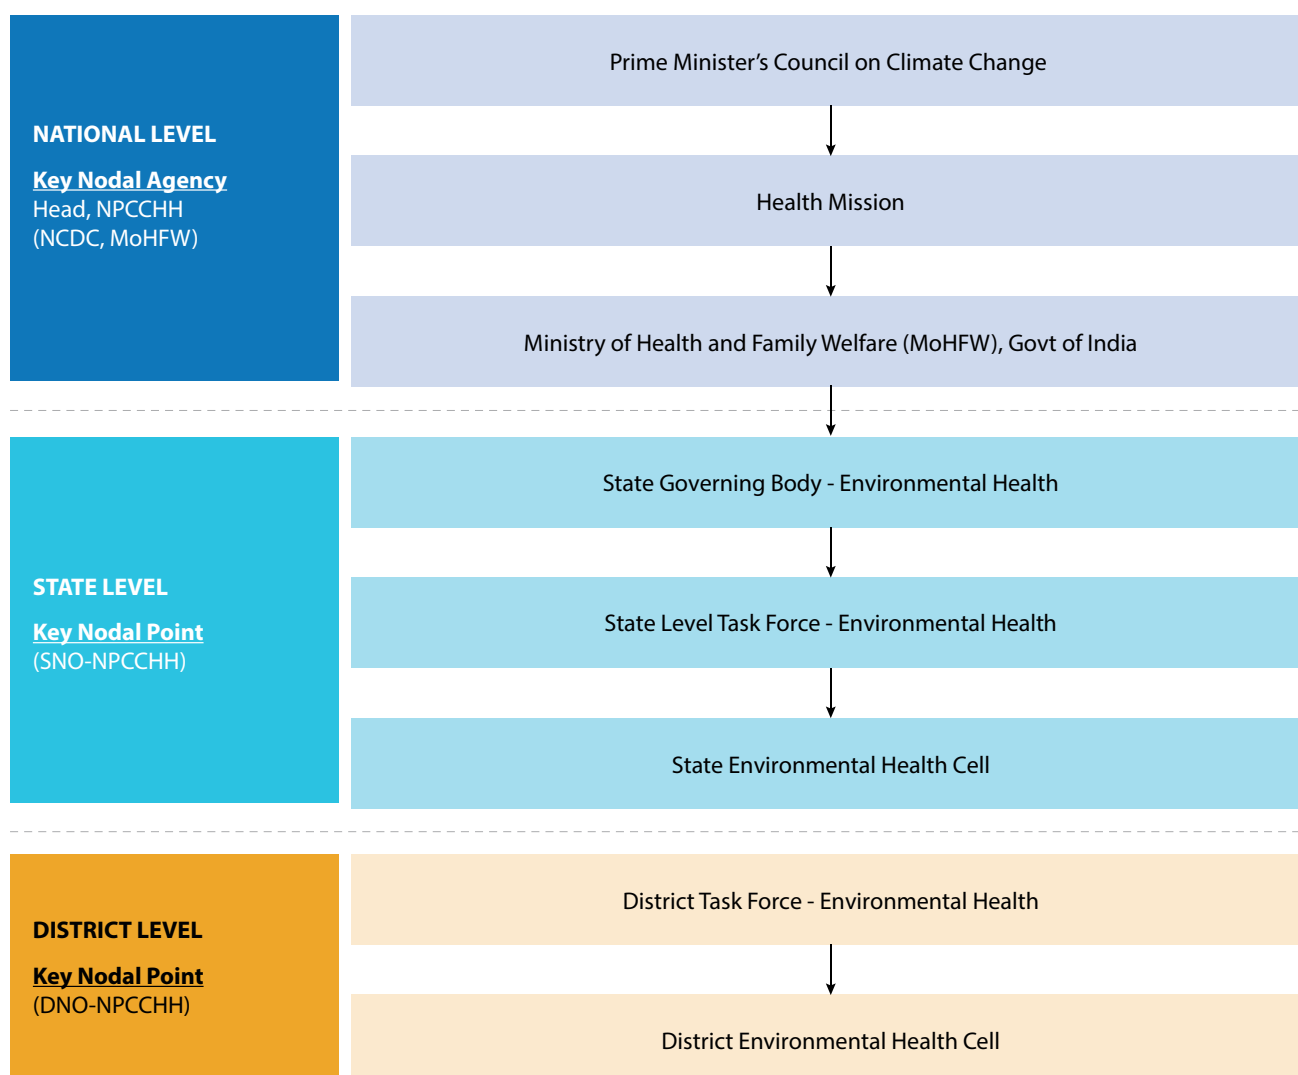 NATIONAL LEVEL
Key Nodal Agency
Head, NPCCHH
(NCDC, MoHFW)
Prime Minister’s Council on Climate Change
Health Mission
Ministry of Health and Family Welfare (MoHFW), Govt of India
STATE LEVEL
Key Nodal Point
(SNO-NPCCHH)
State Governing Body - Environmental Health
State Level Task Force - Environmental Health
State Environmental Health Cell
DISTRICT LEVEL
Key Nodal Point
(DNO-NPCCHH)
District Task Force - Environmental Health
District Environmental Health Cell